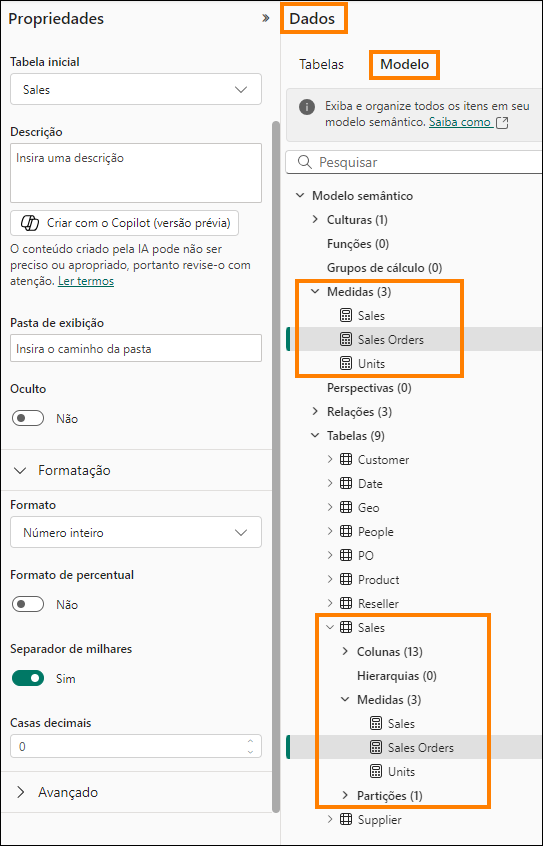 Propriedades
Tabela inicial
Sales
Descrição
Insira uma descrição
Criar com o Copilot (versão prévia)
O conteúdo criado pela IA pode não ser
preciso ou apropriado, portanto revise-o com
atenção. Ler termos
Pasta de exibição
Insira o caminho da pasta
Oculto
Não
Formatação
Formato
Número inteiro
Formato de percentual
Não
Separador de milhares
Sim
Casas decimais
0
Avançado
Dados
Tabelas
Modelo
Exiba e organize todos os itens em seu
modelo semântico. Saiba como
Pesquisar
Modelo semântico
Culturas (1)
Funções (0)
Grupos de cálculo (0)
Medidas (3)
Sales
Sales Orders
Units
Perspectivas (0)
Relações (3)
Tabelas (9)
Customer
Date
Geo
People
PO
Product
Reseller
Sales
Colunas (13)
Hierarquias (0)
Medidas (3)
Sales
Sales Orders
Units
Partições (1)
Supplier